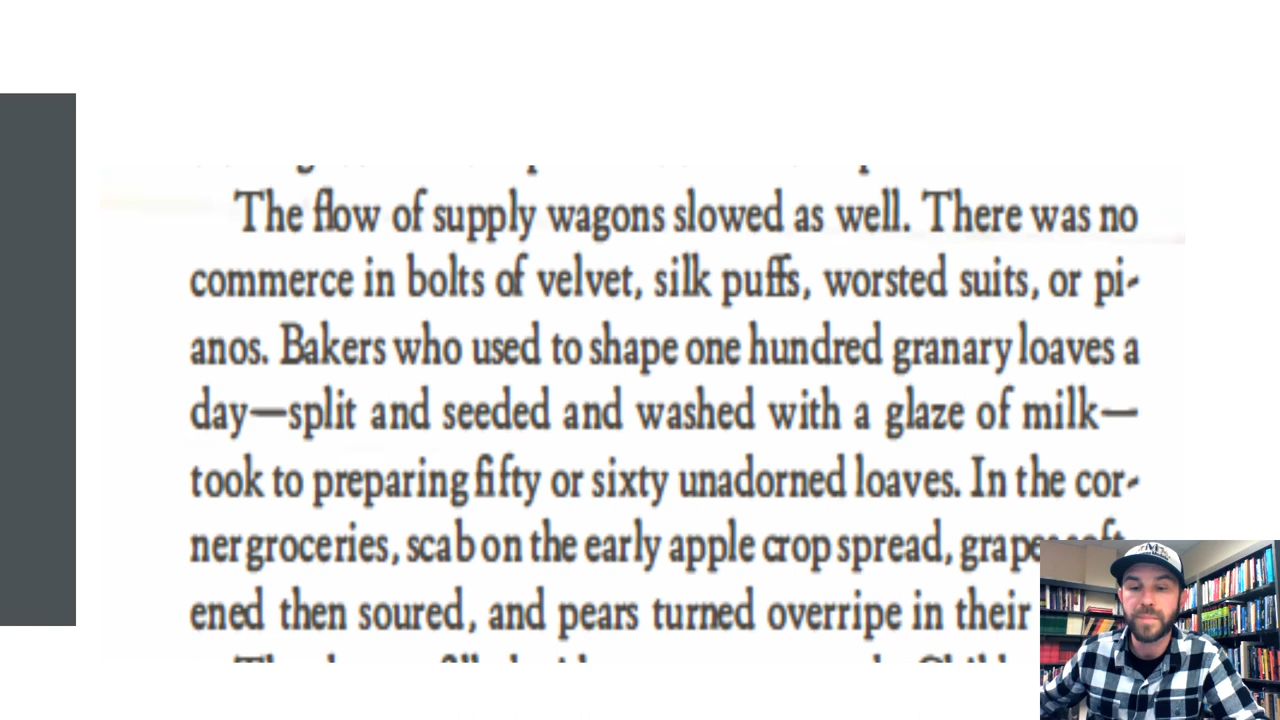 The flow of supply wagons slowed as well. There was no
commerce in bolts of velvet, silk puffs, worsted suits, or pi-
anos. Bakers who used to shape one hundred granary loaves a
day—split and seeded and washed with a glaze of milk—
took to preparing fifty or sixty unadorned loaves. In the cor-
ner groceries, scab on the early apple crop spread, grapes soft-
ened then soured, and pears turned overripe in their